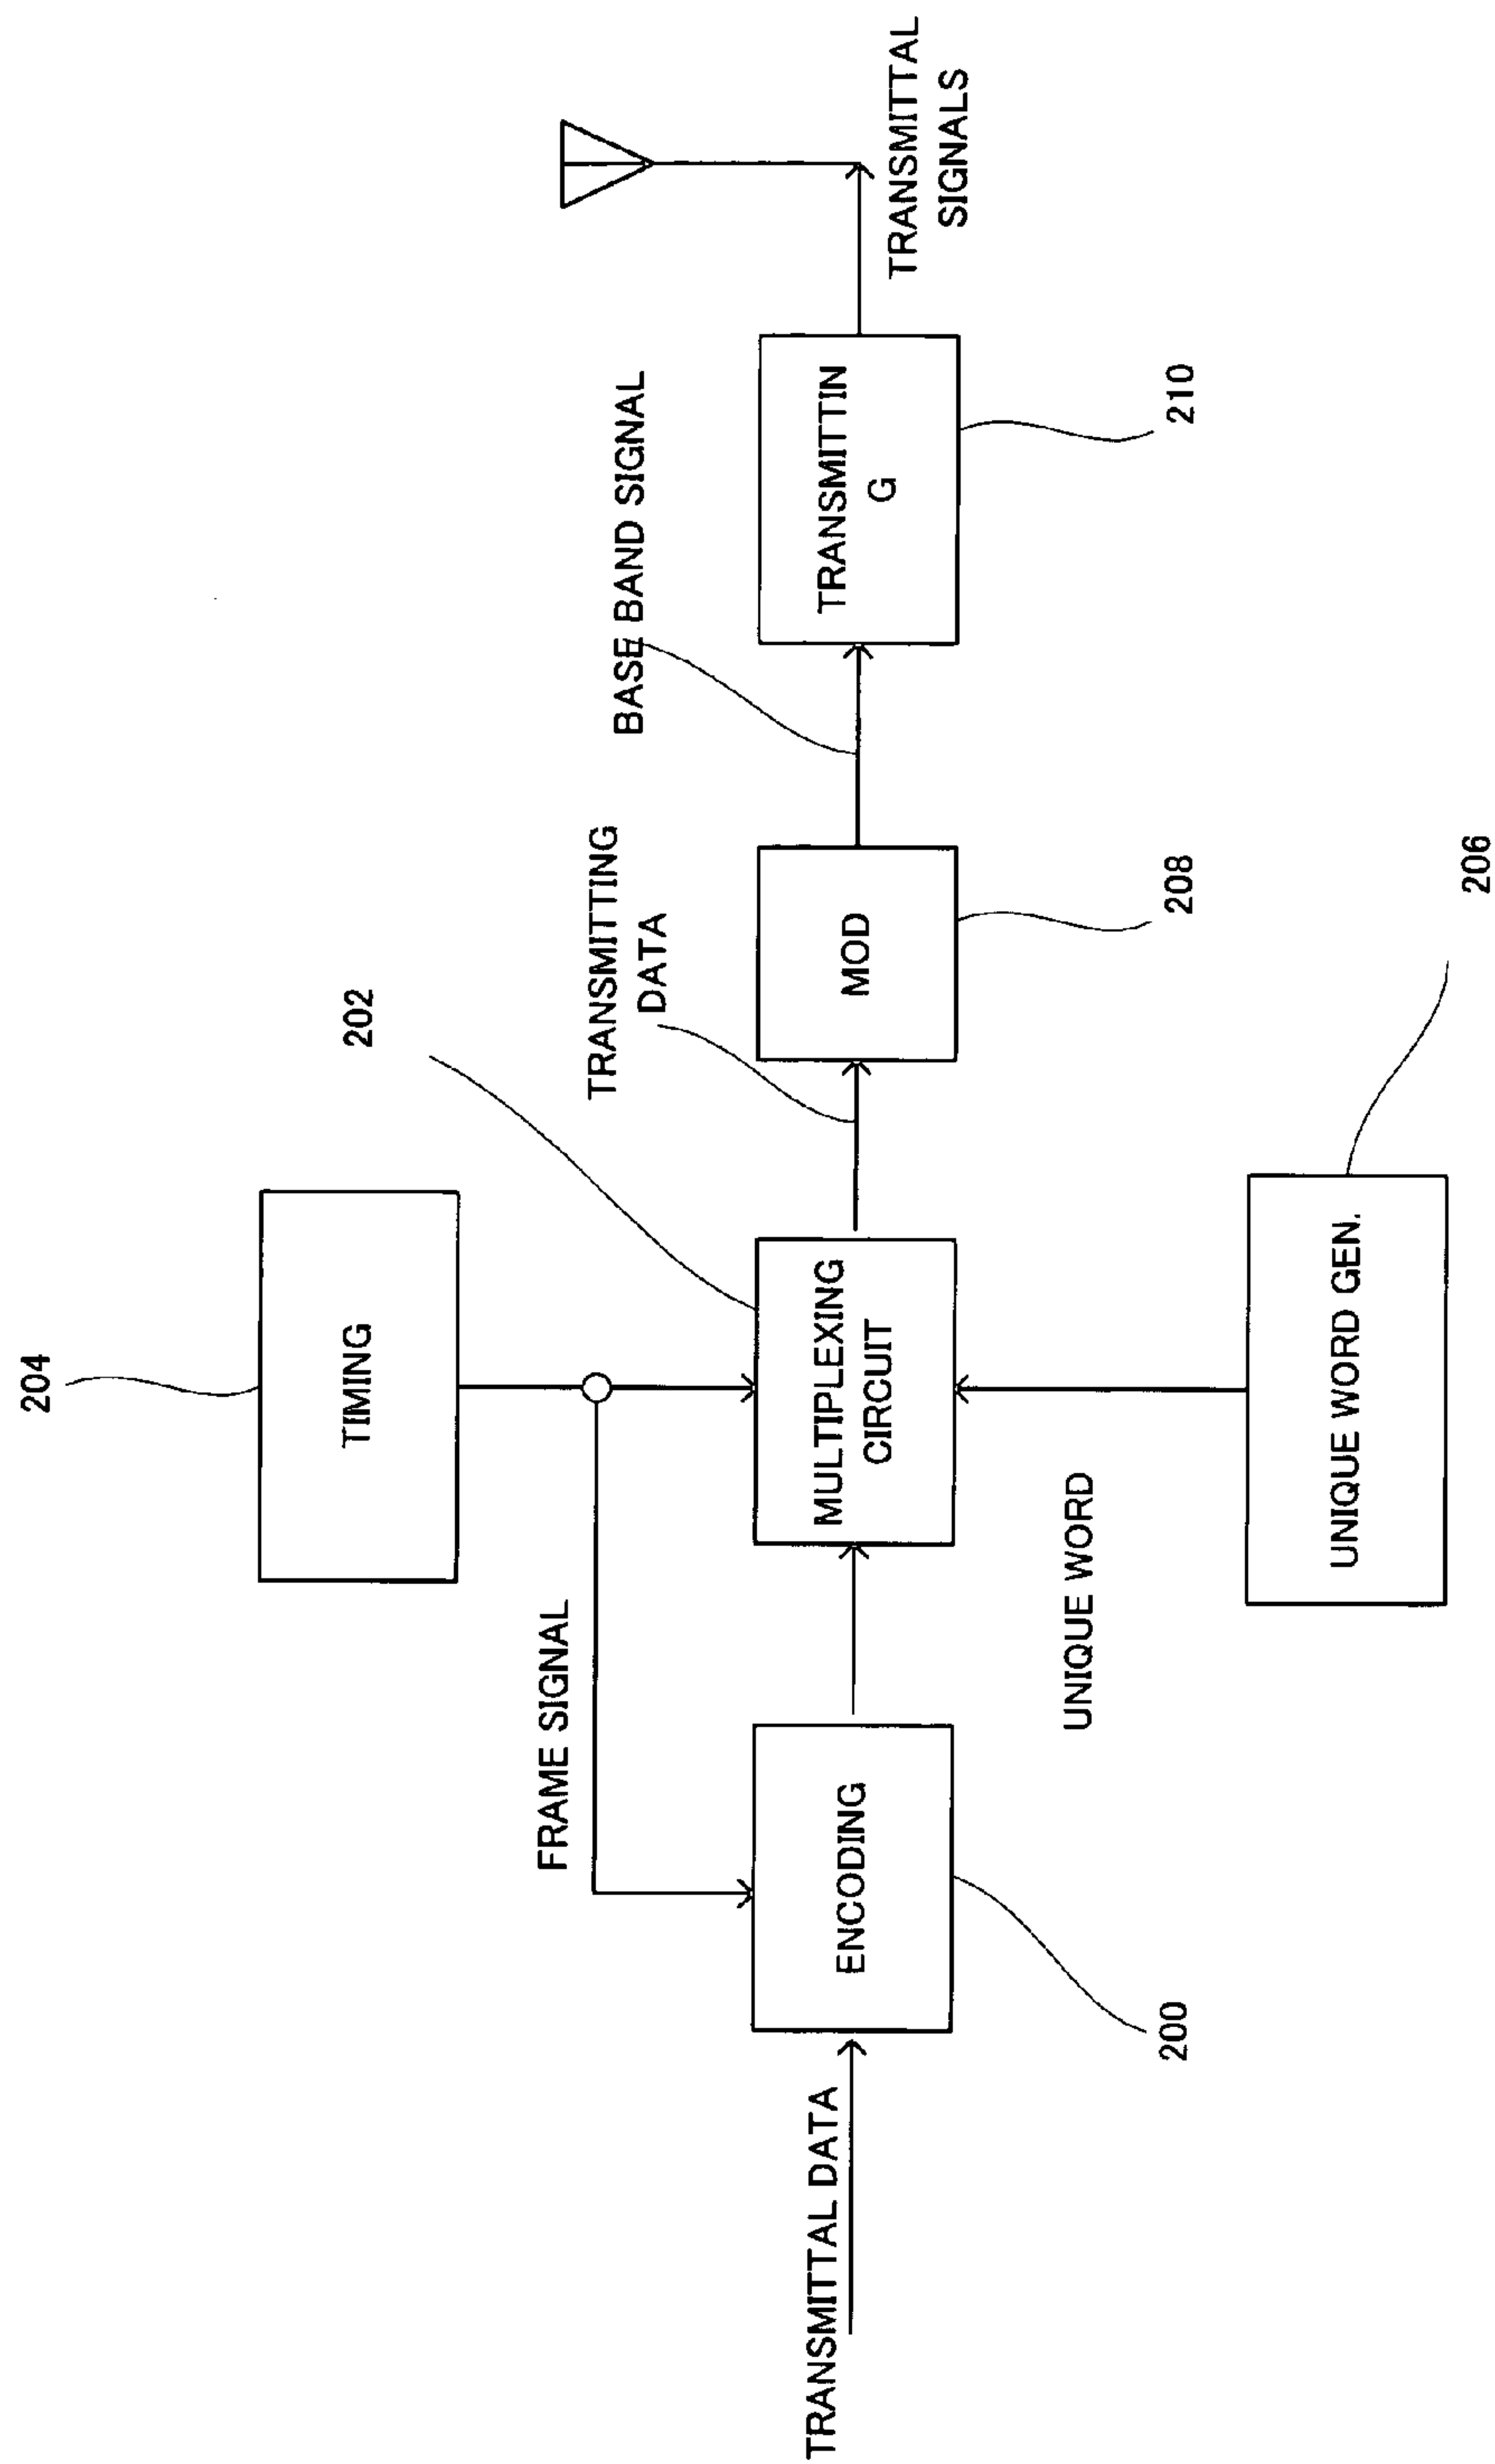 204
TIMING
202
FRAME SIGNAL
TRANSMITTING
DATA
BASE BAND SIGNAL
TRANSMITTAL DATA
ENCODING
MULTIPLEXING
CIRCUIT
MOD
TRANSMITTIN
G
TRANSMITTAL
SIGNALS
200
UNIQUE WORD
208
210
UNIQUE WORD GEN.
206